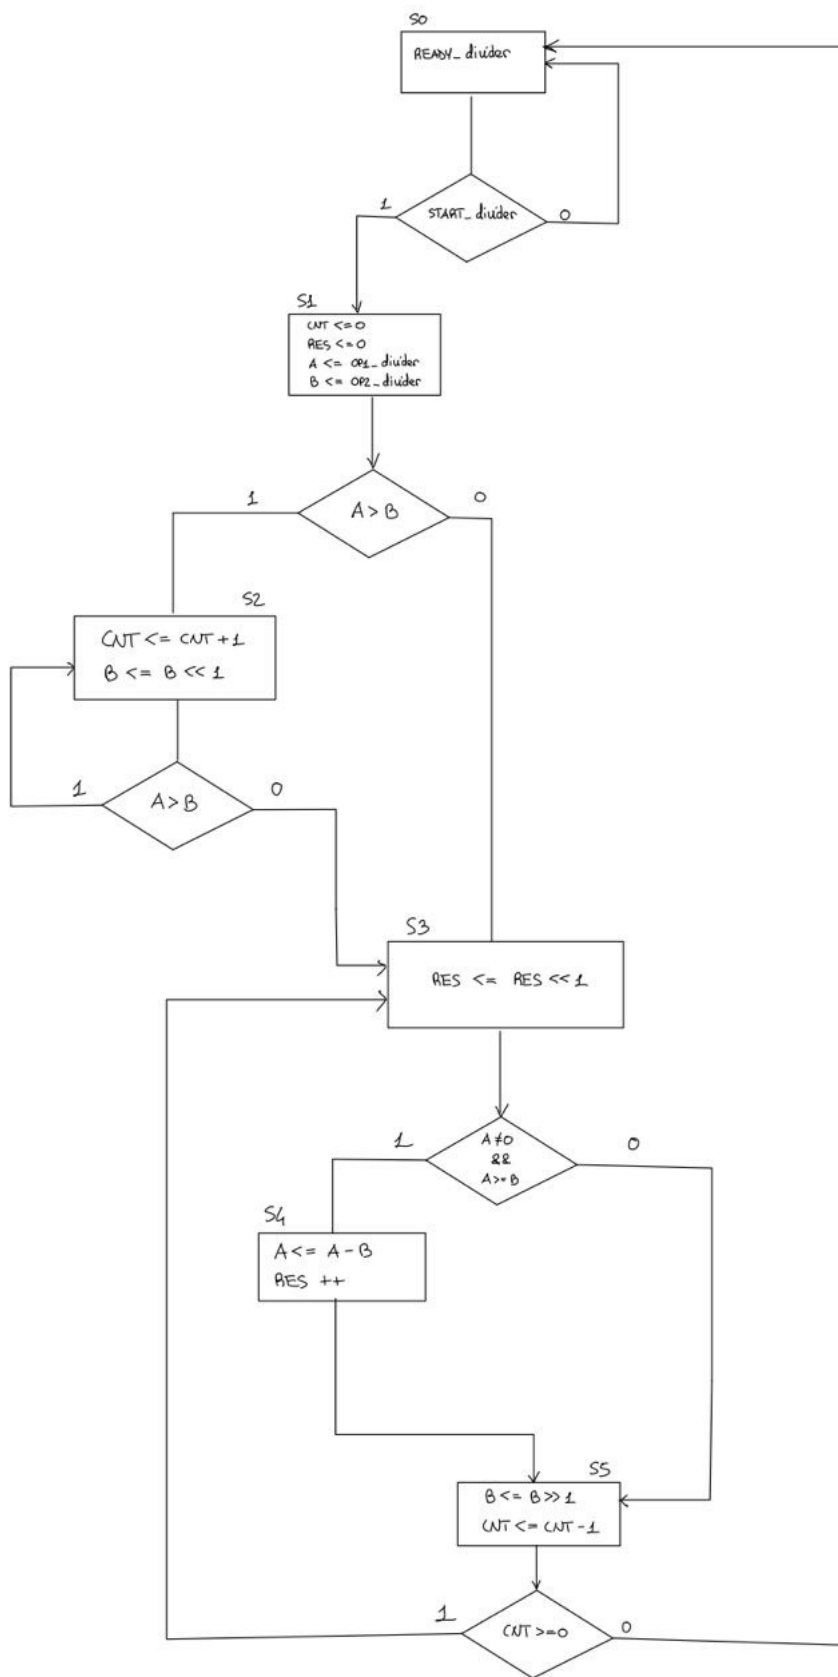 S0
READY_divider
START_divider
1
0
S1
CNT <= 0
RES <= 0
A <= OP1_divider
B <= OP2_divider
1
0
A > B
S2
CNT <= CNT + 1
B <= B << 1
1
0
A > B
S3
RES <= RES << 1
1
0
A ≠ 0
&&
A >= B
S4
A <= A - B
RES ++
S5
B <= B >> 1
CNT <= CNT - 1
1
0
CNT >= 0